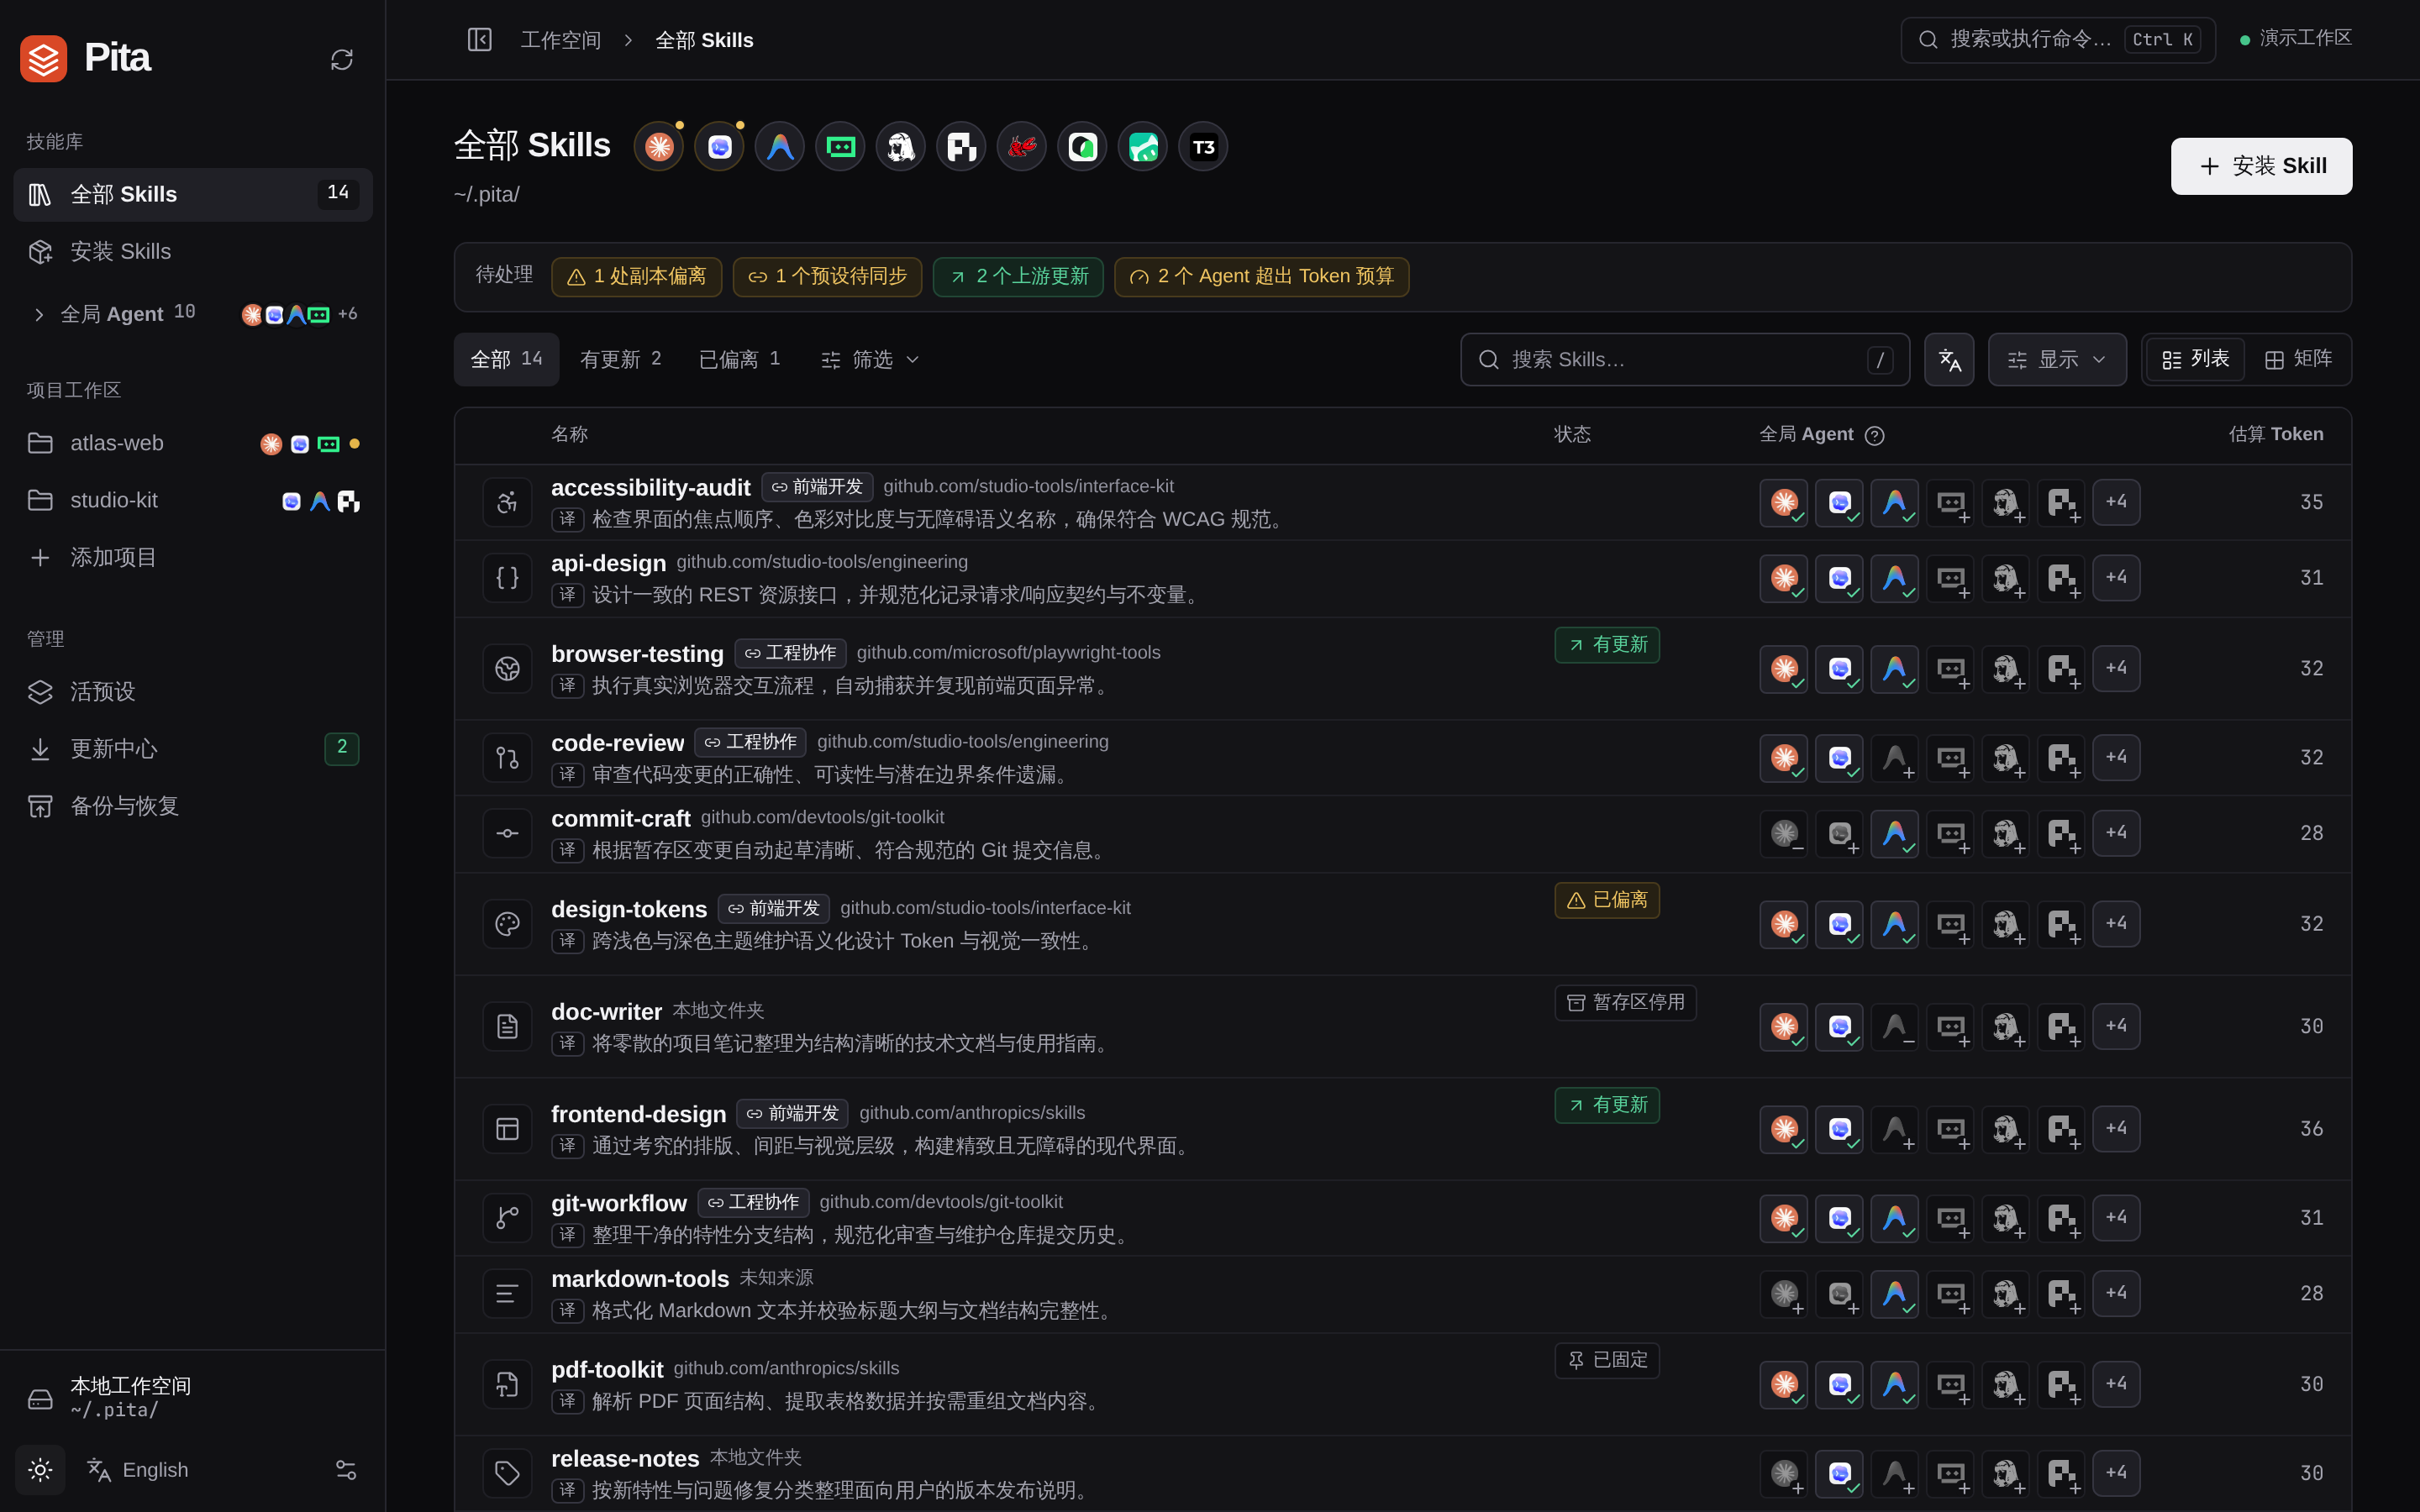 Pita
技能库
全部 Skills 14
安装 Skills
全局 Agent 10 +6
项目工作区
atlas-web
studio-kit
添加项目
管理
活预设
更新中心 2
备份与恢复
本地工作空间
~/.pita/
English
工作空间 全部 Skills
搜索或执行命令… Ctrl K 演示工作区
全部 Skills T3
~/.pita/
安装 Skill
待处理 1 处副本偏离 1 个预设待同步 2 个上游更新 2 个 Agent 超出 Token 预算
全部 14 有更新 2 已偏离 1 筛选
搜索 Skills… / 显示 列表 矩阵
名称 状态 全局 Agent 估算 Token
accessibility-audit 前端开发 github.com/studio-tools/interface-kit
译 检查界面的焦点顺序、色彩对比度与无障碍语义名称，确保符合 WCAG 规范。
+4 35
api-design github.com/studio-tools/engineering
译 设计一致的 REST 资源接口，并规范化记录请求/响应契约与不变量。
+4 31
browser-testing 工程协作 github.com/microsoft/playwright-tools
译 执行真实浏览器交互流程，自动捕获并复现前端页面异常。
有更新
+4 32
code-review 工程协作 github.com/studio-tools/engineering
译 审查代码变更的正确性、可读性与潜在边界条件遗漏。
+4 32
commit-craft github.com/devtools/git-toolkit
译 根据暂存区变更自动起草清晰、符合规范的 Git 提交信息。
+4 28
design-tokens 前端开发 github.com/studio-tools/interface-kit
译 跨浅色与深色主题维护语义化设计 Token 与视觉一致性。
已偏离
+4 32
doc-writer 本地文件夹
译 将零散的项目笔记整理为结构清晰的技术文档与使用指南。
暂存区停用
+4 30
frontend-design 前端开发 github.com/anthropics/skills
译 通过考究的排版、间距与视觉层级，构建精致且无障碍的现代界面。
有更新
+4 36
git-workflow 工程协作 github.com/devtools/git-toolkit
译 整理干净的特性分支结构，规范化审查与维护仓库提交历史。
+4 31
markdown-tools 未知来源
译 格式化 Markdown 文本并校验标题大纲与文档结构完整性。
+4 28
pdf-toolkit github.com/anthropics/skills
译 解析 PDF 页面结构、提取表格数据并按需重组文档内容。
已固定
+4 30
release-notes 本地文件夹
译 按新特性与问题修复分类整理面向用户的版本发布说明。
+4 30